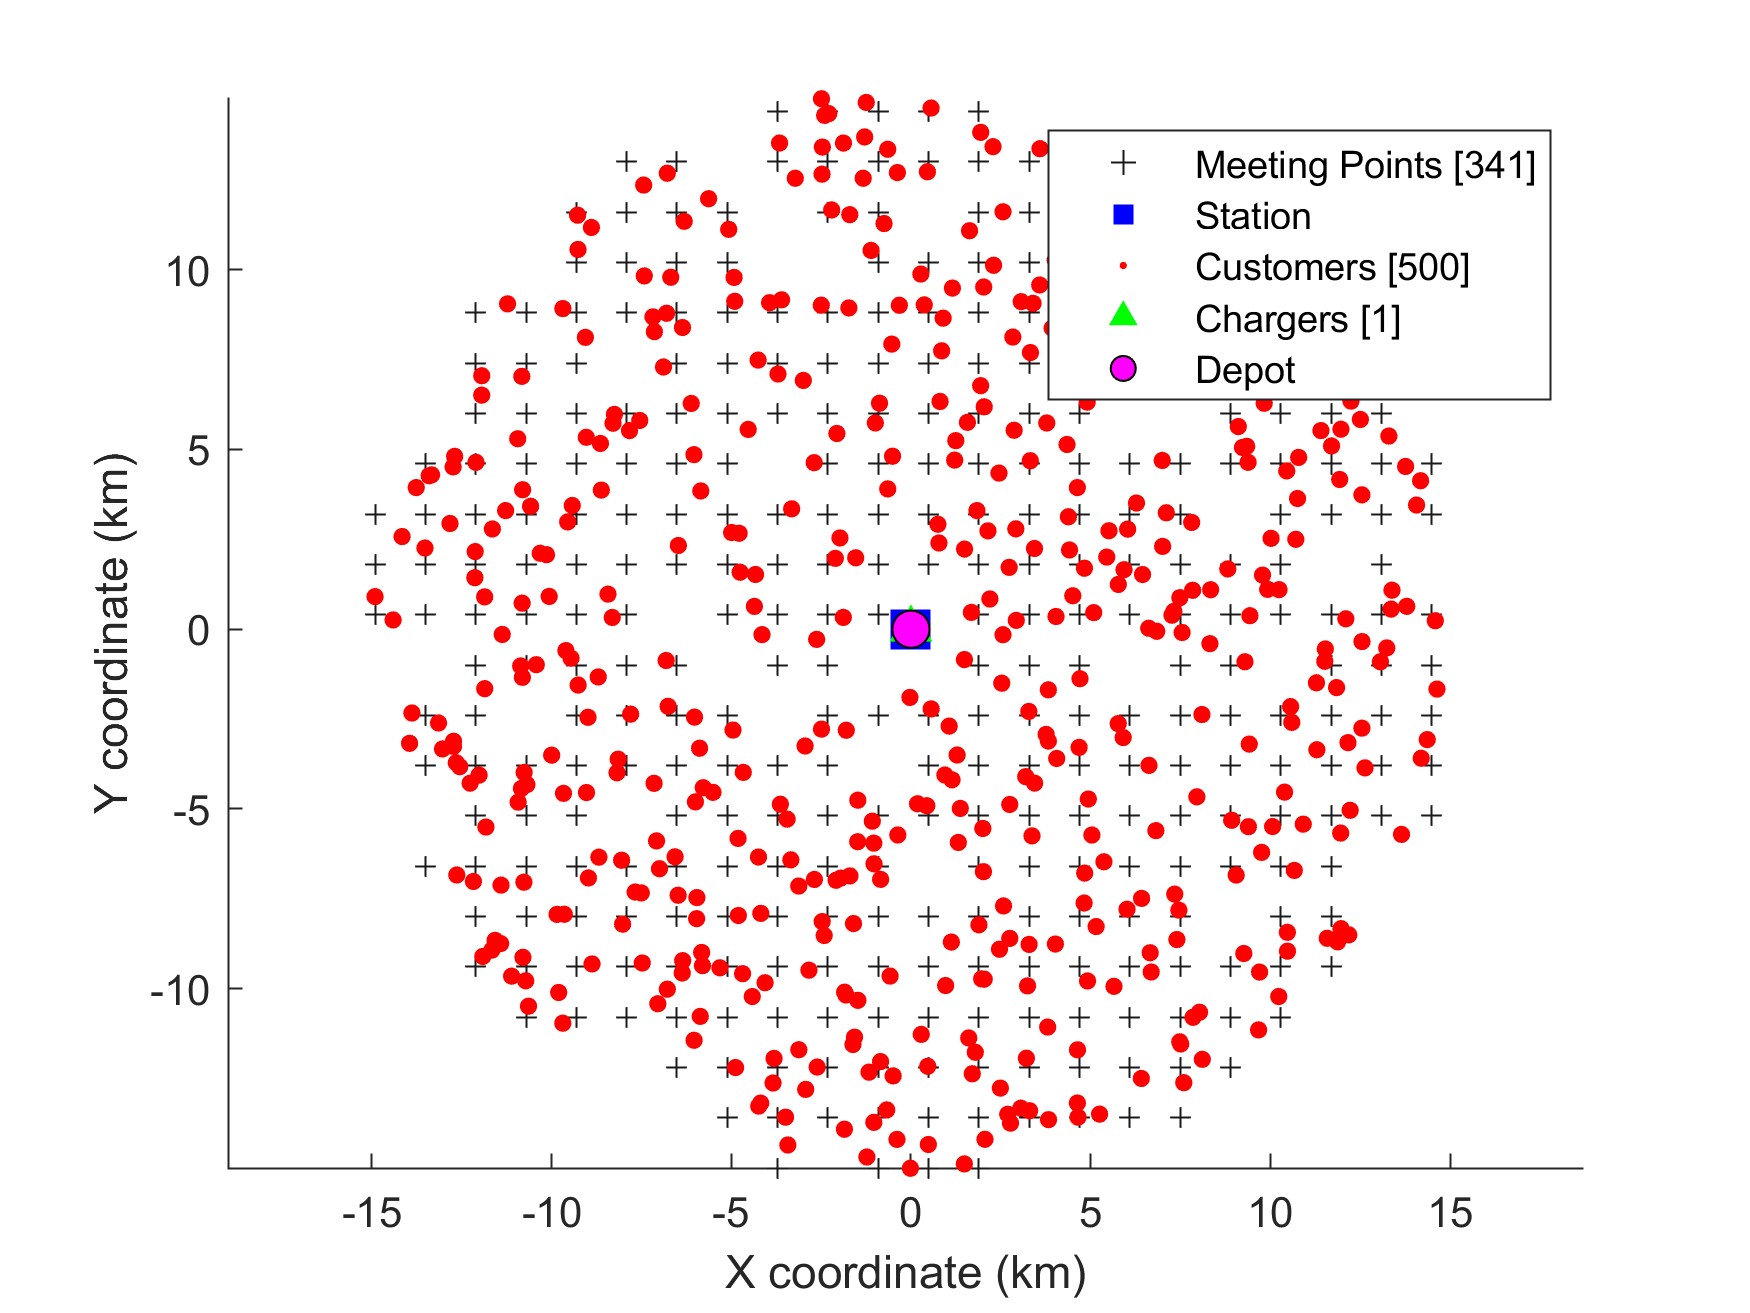 Meeting Points [341]
Station
Customers [500]
Chargers [1]
Depot
10
5
0
-5
-10
Y coordinate (km)
-15 -10 -5 0 5 10 15
X coordinate (km)